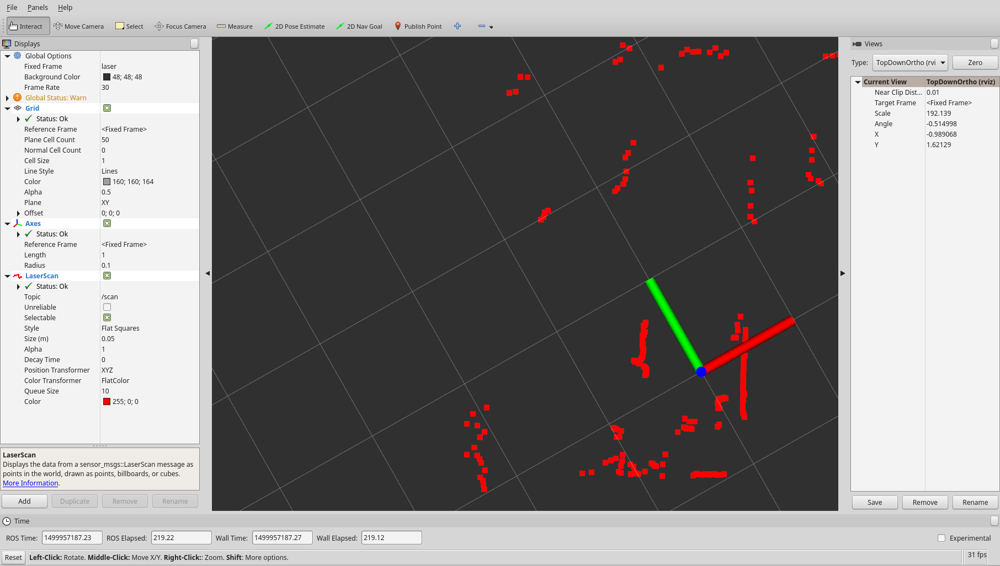 File Panels Help
Interact Move Camera Select Focus Camera Measure 2D Pose Estimate 2D Nav Goal Publish Point
Displays
Global Options
Fixed Frame laser
Background Color 48; 48; 48
Frame Rate 30
Global Status: Warn
Grid
Status: Ok
Reference Frame <Fixed Frame>
Plane Cell Count 50
Normal Cell Count 0
Cell Size 1
Line Style Lines
Color 160; 160; 164
Alpha 0.5
Plane XY
Offset 0; 0; 0
Axes
Status: Ok
Reference Frame <Fixed Frame>
Length 1
Radius 0.1
LaserScan
Status: Ok
Topic /scan
Unreliable
Selectable
Style Flat Squares
Size (m) 0.05
Alpha 1
Decay Time 0
Position Transformer XYZ
Color Transformer FlatColor
Queue Size 10
Color 255; 0; 0
LaserScan
Displays the data from a sensor_msgs::LaserScan message as
points in the world, drawn as points, billboards, or cubes.
More Information.
Add Duplicate Remove Rename
Views
Type: TopDownOrtho (rvi Zero
Current View TopDownOrtho (rviz)
Near Clip Dist... 0.01
Target Frame <Fixed Frame>
Scale 192.139
Angle -0.514998
X -0.989068
Y 1.62129
Save Remove Rename
Time
ROS Time: 1499957187.23 ROS Elapsed: 219.22 Wall Time: 1499957187.27 Wall Elapsed: 219.12 Experimental
Reset Left-Click: Rotate. Middle-Click: Move X/Y. Right-Click:: Zoom. Shift: More options. 31 fps